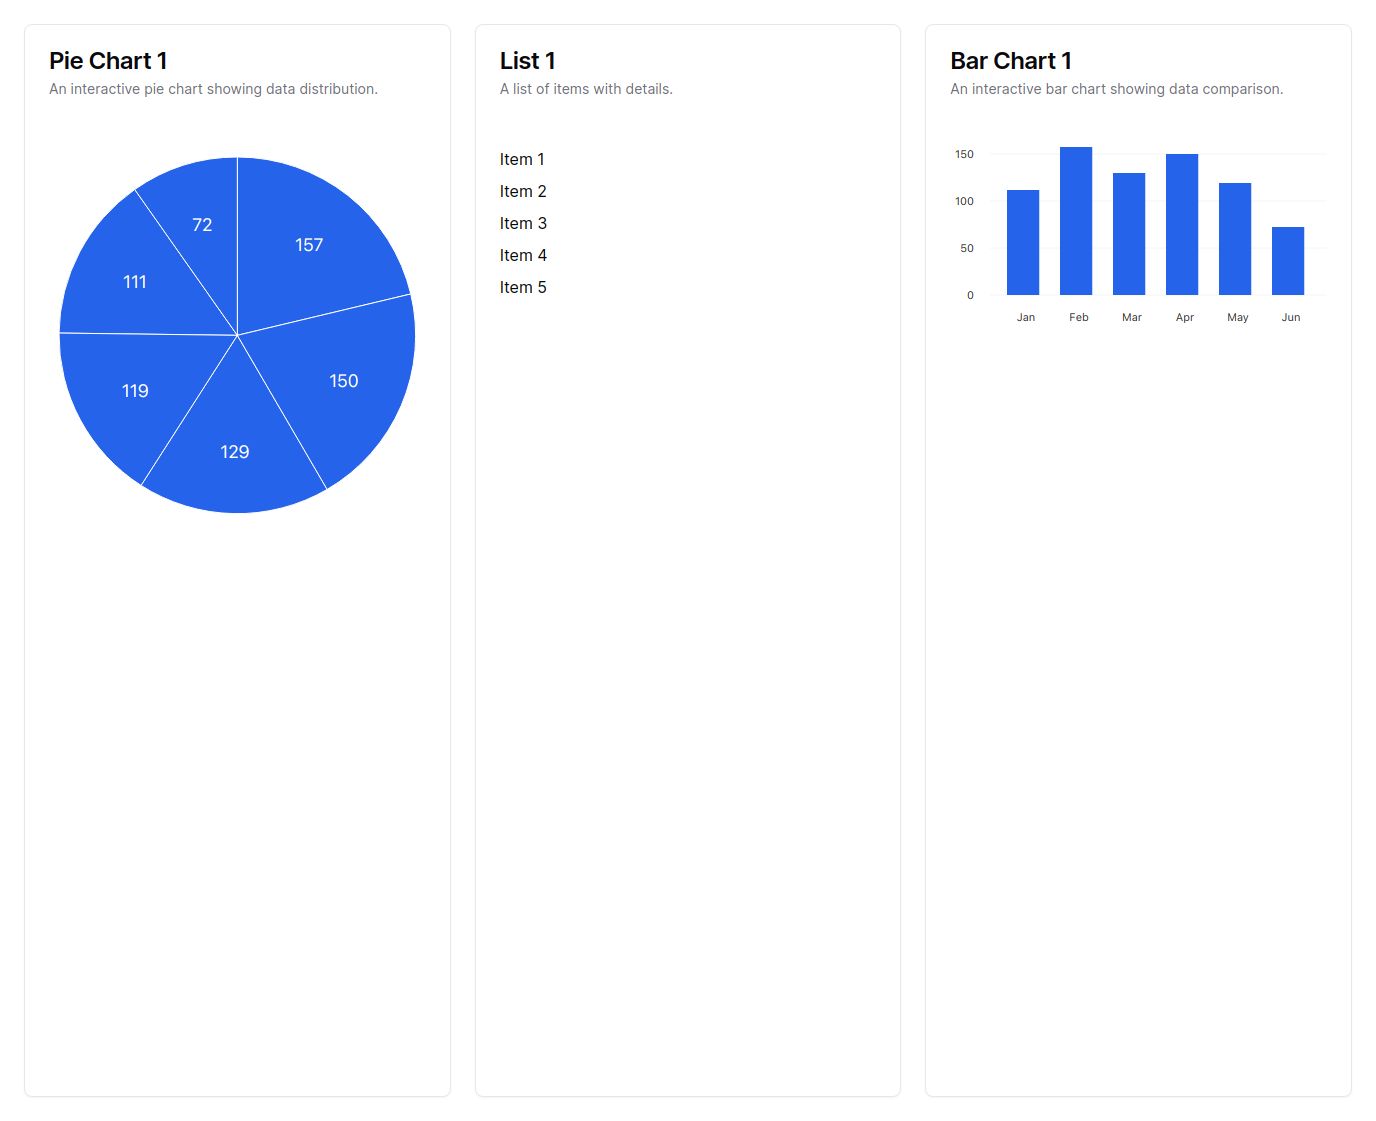 Pie Chart 1
An interactive pie chart showing data distribution.
72
157
111
150
119
129
List 1
A list of items with details.
Item 1
Item 2
Item 3
Item 4
Item 5
Bar Chart 1
An interactive bar chart showing data comparison.
150
100
50
0
Jan Feb Mar Apr May Jun